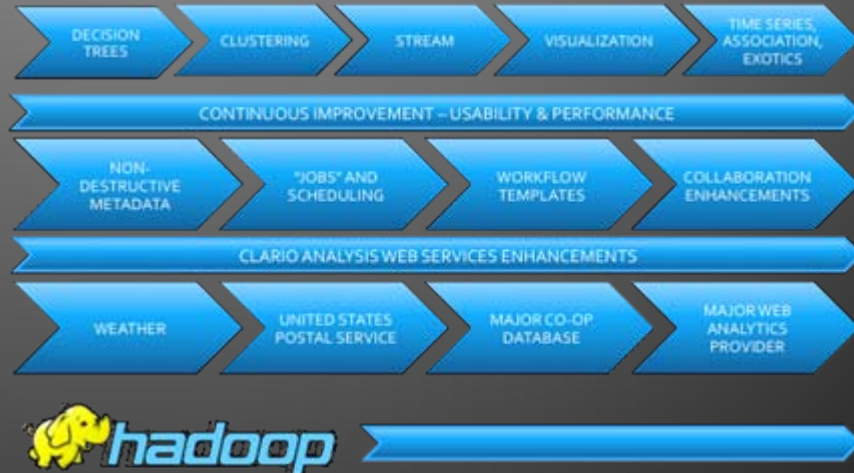 DECISION
TREES
CLUSTERING
STREAM
VISUALIZATION
TIME SERIES,
ASSOCIATION,
EXOTICS
CONTINUOUS IMPROVEMENT – USABILITY & PERFORMANCE
NON-
DESTRUCTIVE
METADATA
"JOBS" AND
SCHEDULING
WORKFLOW
TEMPLATES
COLLABORATION
ENHANCEMENTS
CLARIO ANALYSIS WEB SERVICES ENHANCEMENTS
WEATHER
UNITED STATES
POSTAL SERVICE
MAJOR CO-OP
DATABASE
MAJOR WEB
ANALYTICS
PROVIDER
hadoop